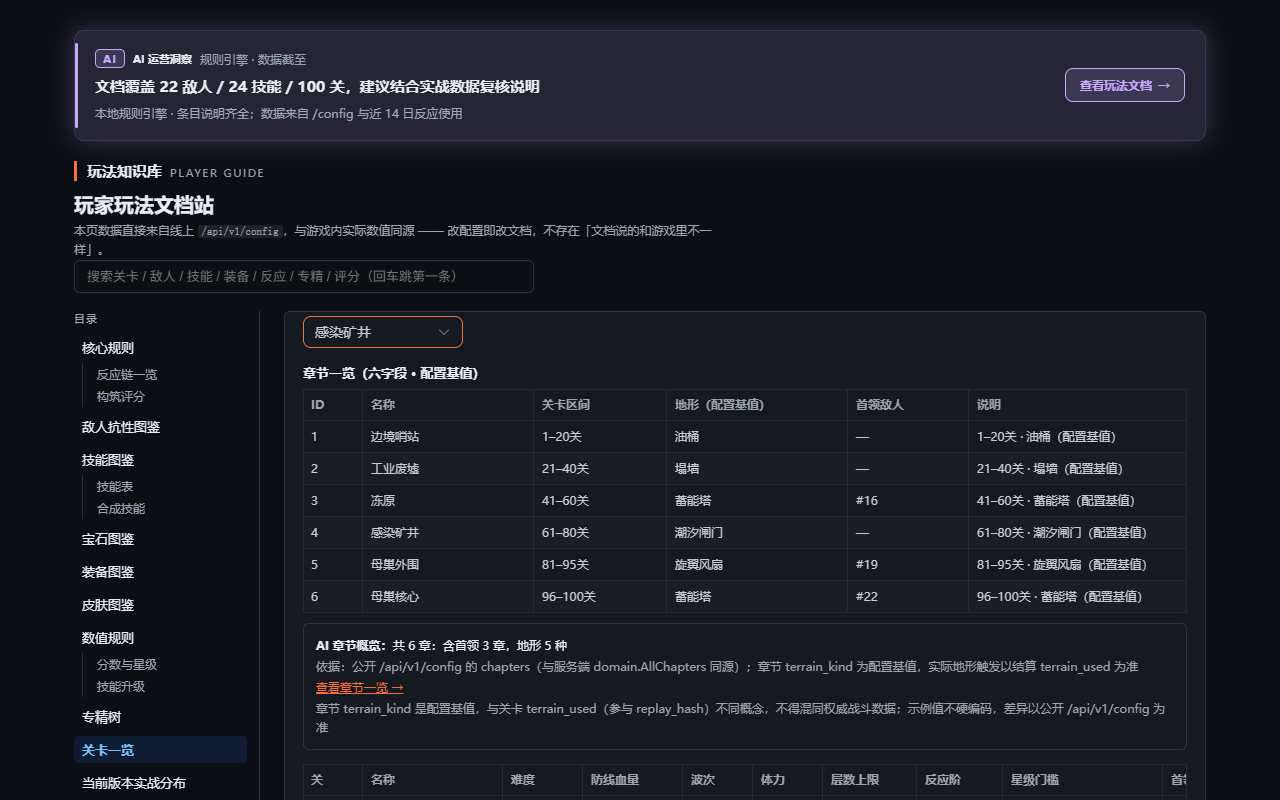 AI AI 运营洞察 规则引擎 · 数据截至
文档覆盖 22 敌人 / 24 技能 / 100 关，建议结合实战数据复核说明
本地规则引擎 · 条目说明齐全；数据来自 /config 与近 14 日反应使用
查看玩法文档 →
玩法知识库 PLAYER GUIDE
玩家玩法文档站
本页数据直接来自线上 /api/v1/config，与游戏内实际数值同源 —— 改配置即改文档，不存在「文档说的和游戏里不一
样」。
搜索关卡 / 敌人 / 技能 / 装备 / 反应 / 专精 / 评分（回车跳第一条）
目录
核心规则
反应链一览
构筑评分
敌人抗性图鉴
技能图鉴
技能表
合成技能
宝石图鉴
装备图鉴
皮肤图鉴
数值规则
分数与星级
技能升级
专精树
关卡一览
当前版本实战分布
感染矿井
章节一览（六字段 • 配置基值）
ID 名称 关卡区间 地形（配置基值） 首领敌人 说明
1 边境哨站 1–20关 油桶 — 1–20关 · 油桶（配置基值）
2 工业废墟 21–40关 塌墙 — 21–40关 · 塌墙（配置基值）
3 冻原 41–60关 蓄能塔 #16 41–60关 · 蓄能塔（配置基值）
4 感染矿井 61–80关 潮汐闸门 — 61–80关 · 潮汐闸门（配置基值）
5 母巢外围 81–95关 旋翼风扇 #19 81–95关 · 旋翼风扇（配置基值）
6 母巢核心 96–100关 蓄能塔 #22 96–100关 · 蓄能塔（配置基值）
AI 章节概览：共 6 章：含首领 3 章，地形 5 种
依据：公开 /api/v1/config 的 chapters（与服务端 domain.AllChapters 同源）；章节 terrain_kind 为配置基值，实际地形触发以结算 terrain_used 为准
查看章节一览 →
章节 terrain_kind 是配置基值，与关卡 terrain_used（参与 replay_hash）不同概念，不得混同权威战斗数据；示例值不硬编码，差异以公开 /api/v1/config 为
准
关 名称 难度 防线血量 波次 体力 层数上限 反应阶 星级门槛